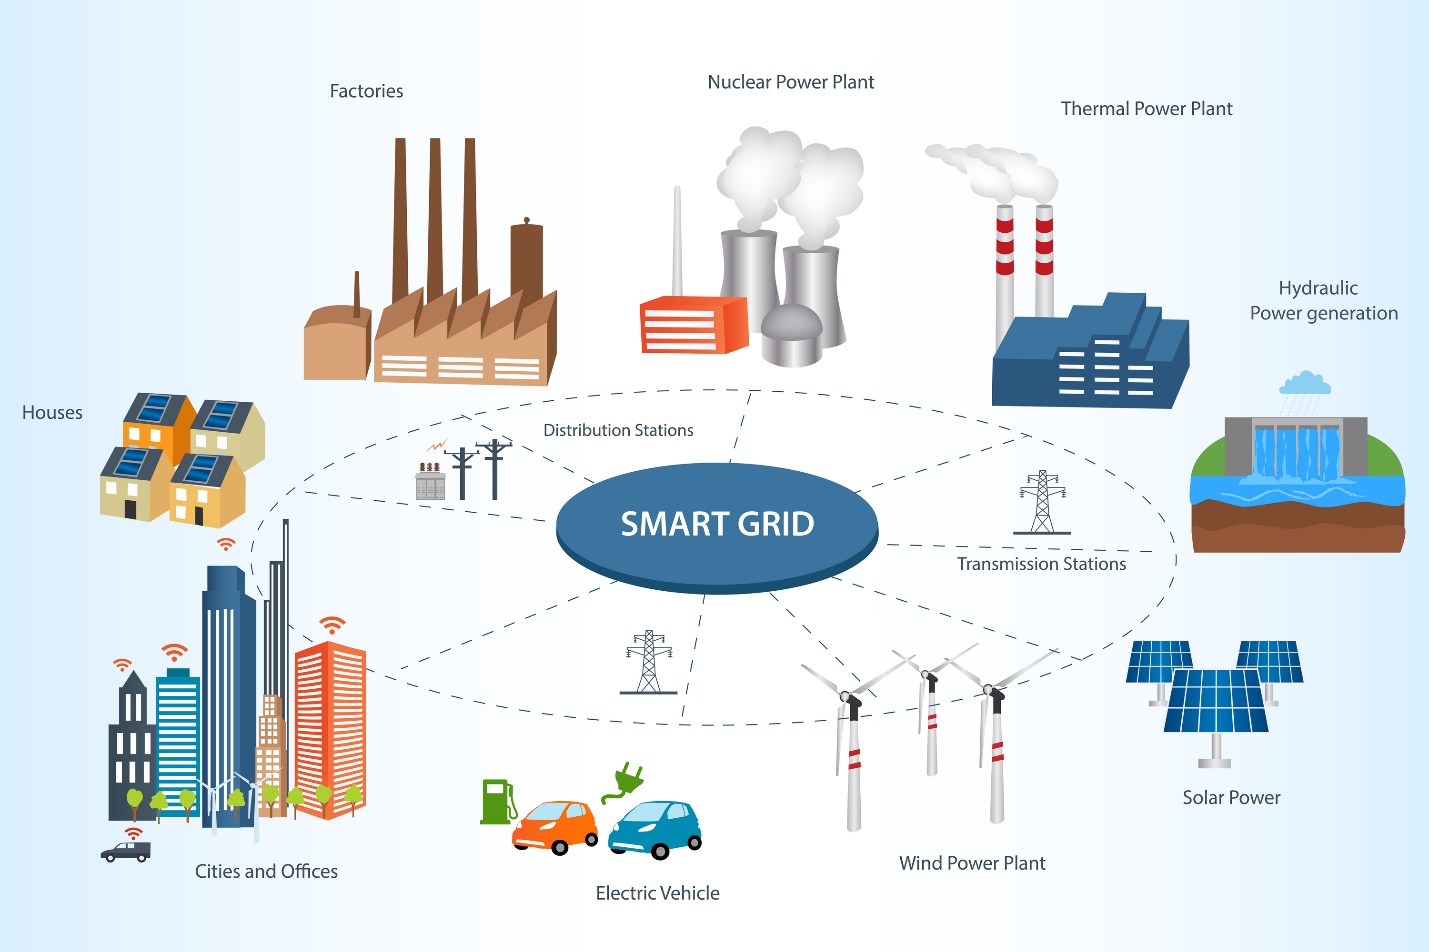 Nuclear Power Plant
Factories
Thermal Power Plant
Hydraulic
Power generation
Houses
Distribution Stations
SMART GRID
Transmission Stations
Solar Power
Wind Power Plant
Cities and Offices
Electric Vehicle